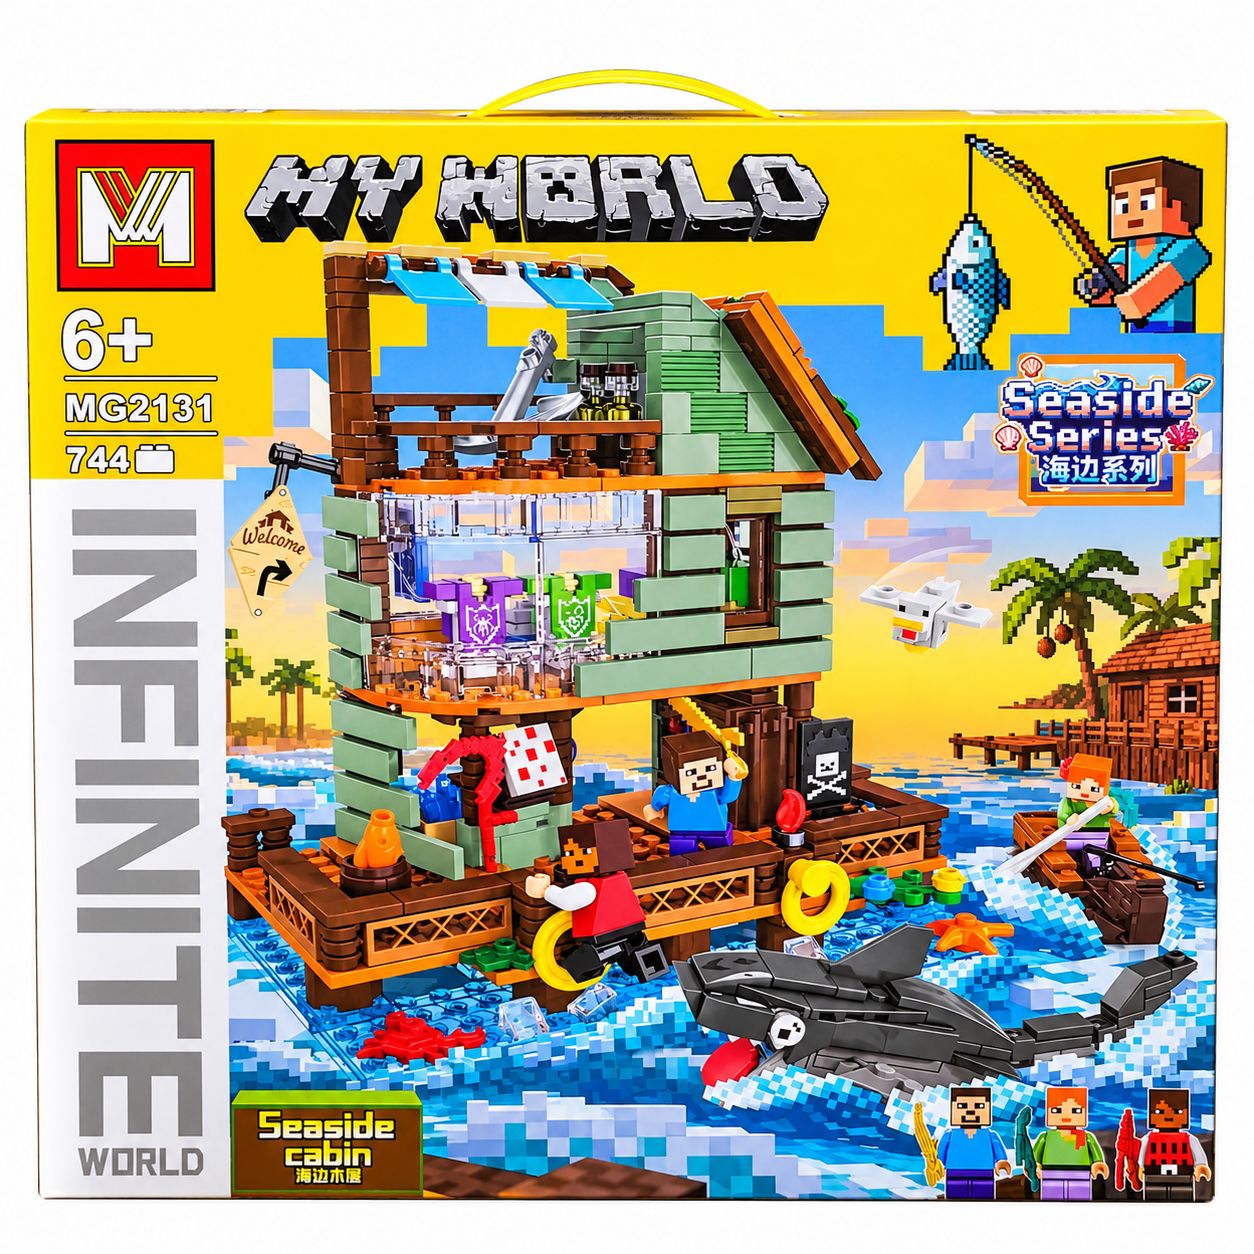 M
MY WORLD
6+
MG2131
744
INFINITE
WORLD
Seaside
Series
海边系列
Welcome
Seaside
cabin
海边木屋